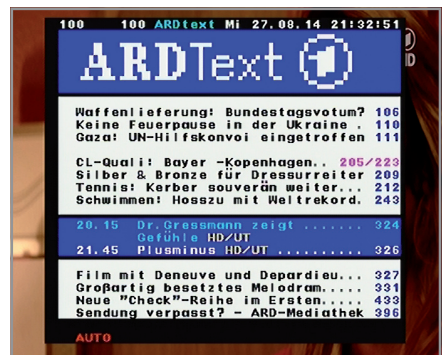 100 100 ARDtext Mi 27.08.14 21:32:51
ARDText 1
HD
Waffenlieferung: Bundestagsvotum? 106
Keine Feuerpause in der Ukraine . 110
Gaza: UN-Hilfskonvoi eingetroffen 111
CL-Quali: Bayer -Kopenhagen.. 205/223
Silber & Bronze für Dressurreiter 209
Tennis: Kerber souverän weiter... 212
Schwimmen: Hosszu mit Weltrekord. 243
20.15 Dr.Gressmann zeigt ....... 324
Gefühle HD/UT
21.45 Plusminus HD/UT .......... 326
Film mit Deneuve und Depardieu... 327
Großartig besetztes Melodram..... 331
Neue "Check"-Reihe im Ersten..... 433
Sendung verpasst? - ARD-Mediathek 396
AUTO